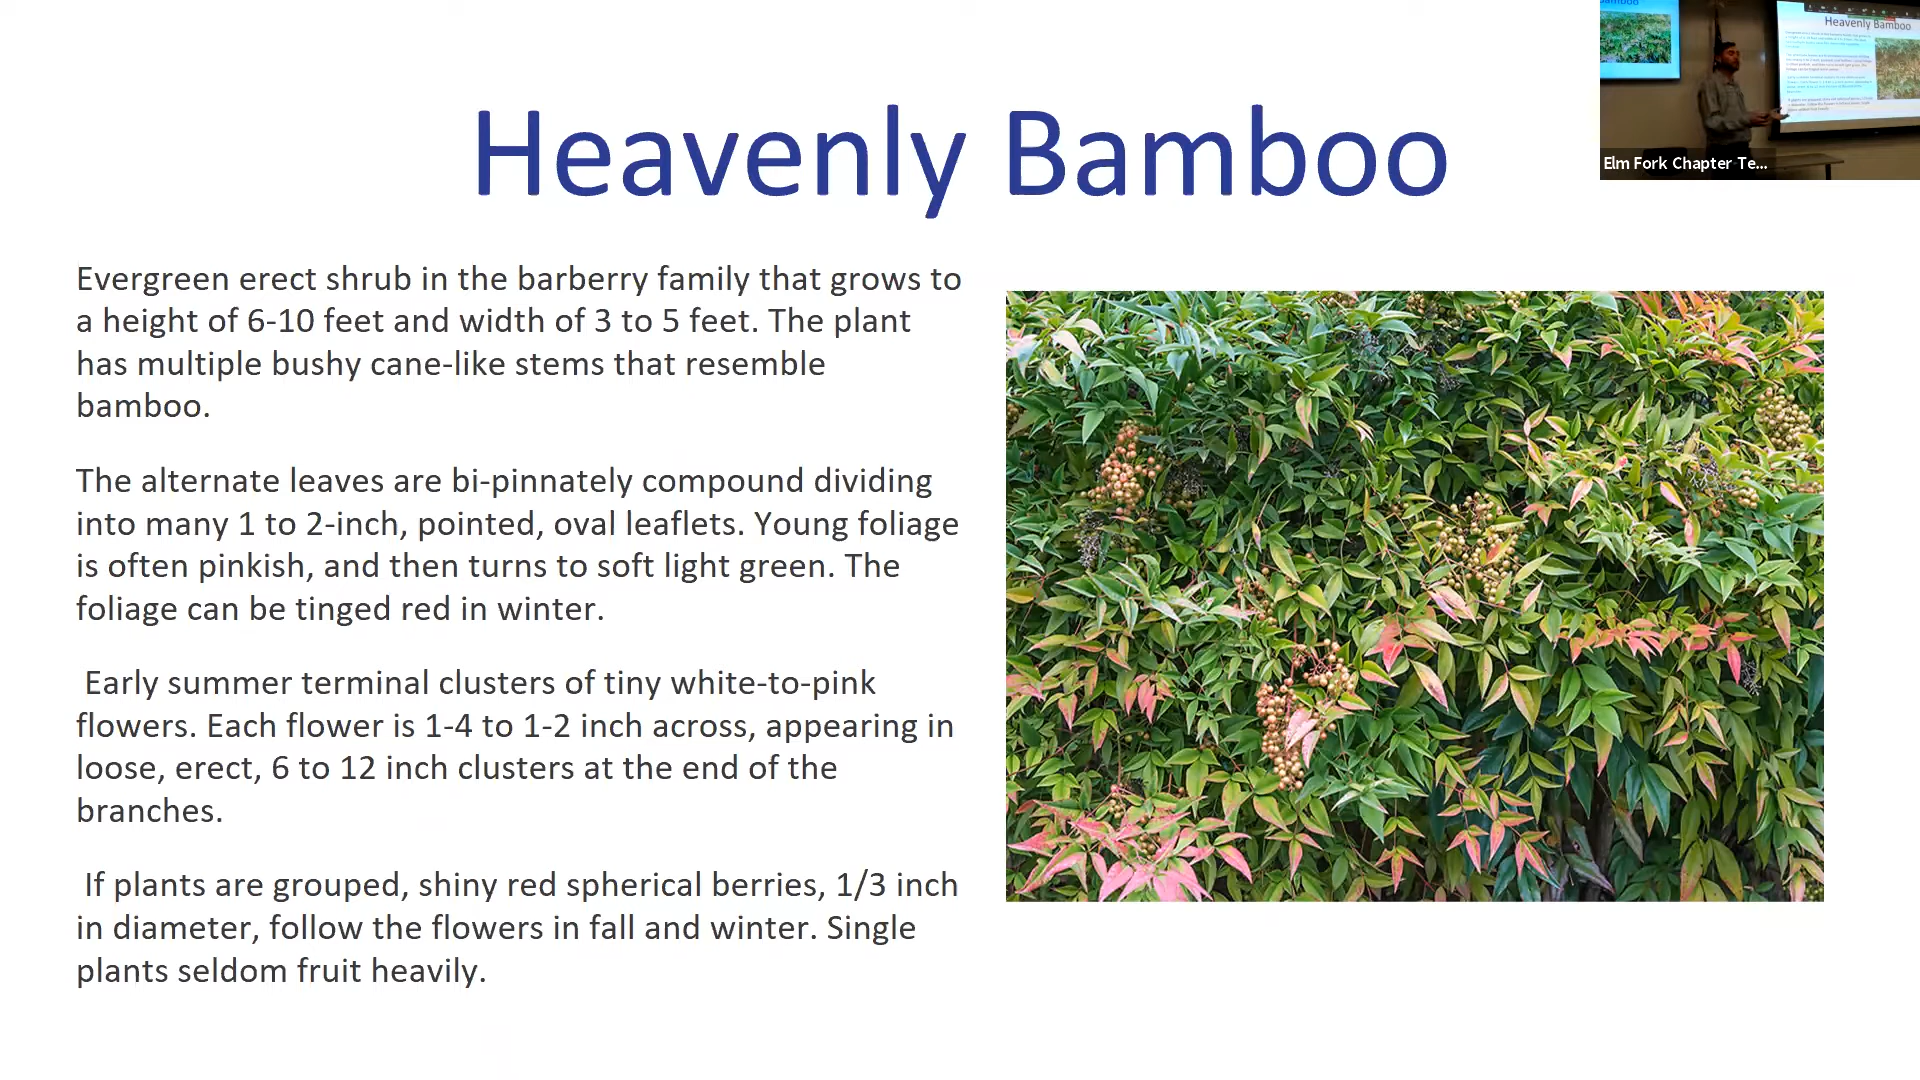 Heavenly Bamboo
Evergreen erect shrub in the barberry family that grows to
a height of 6-10 feet and width of 3 to 5 feet. The plant
has multiple bushy cane-like stems that resemble
bamboo.
The alternate leaves are bi-pinnately compound dividing
into many 1 to 2-inch, pointed, oval leaflets. Young foliage
is often pinkish, and then turns to soft light green. The
foliage can be tinged red in winter.
Early summer terminal clusters of tiny white-to-pink
flowers. Each flower is 1-4 to 1-2 inch across, appearing in
loose, erect, 6 to 12 inch clusters at the end of the
branches.
If plants are grouped, shiny red spherical berries, 1/3 inch
in diameter, follow the flowers in fall and winter. Single
plants seldom fruit heavily.
Heavenly Bamboo
Elm Fork Chapter Te...